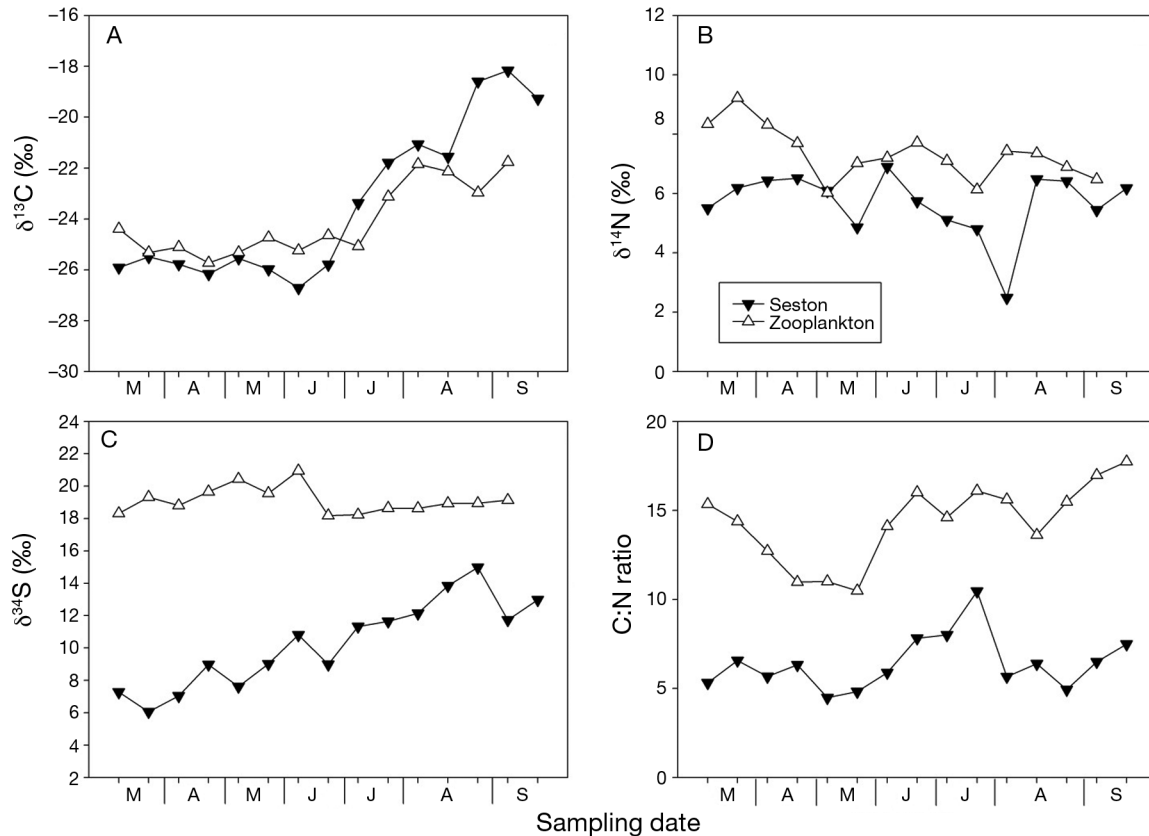 A
δ13C (‰)
−16
−18
−20
−22
−24
−26
−28
−30
M A M J J A S
B
δ14N (‰)
12
10
8
6
4
2
0
Seston
Zooplankton
M A M J J A S
C
δ34S (‰)
24
22
20
18
16
14
12
10
8
6
4
2
M A M J J A S
D
C:N ratio
20
15
10
5
0
M A M J J A S
Sampling date